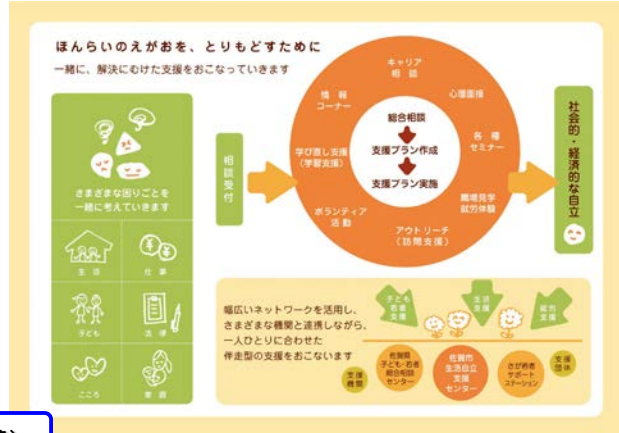 ほんらいのえがおを、とりもどすために
一緒に、解決にむけた支援をおこなっていきます
さまざまな困りごとを
一緒に考えていきます
生活
仕事
子ども
法律
こころ
家庭
相談受付
キャリア
相談
心理面接
各種
セミナー
職場見学
就労体験
アウトリーチ
(訪問支援)
ボランティア
活動
学び直し支援
(学習支援)
情報
コーナー
総合相談
支援プラン作成
支援プラン実施
社会的・経済的な自立
幅広いネットワークを活用し、
さまざまな機関と連携しながら、
一人ひとりに合わせた
伴走型の支援をおこないます
子ども
若者
支援
生活
支援
就労
支援
支援
機関
佐賀県
子ども・若者
総合相談
センター
佐賀市
生活自立
支援
センター
さが若者
サポート
ステーション
支援
団体